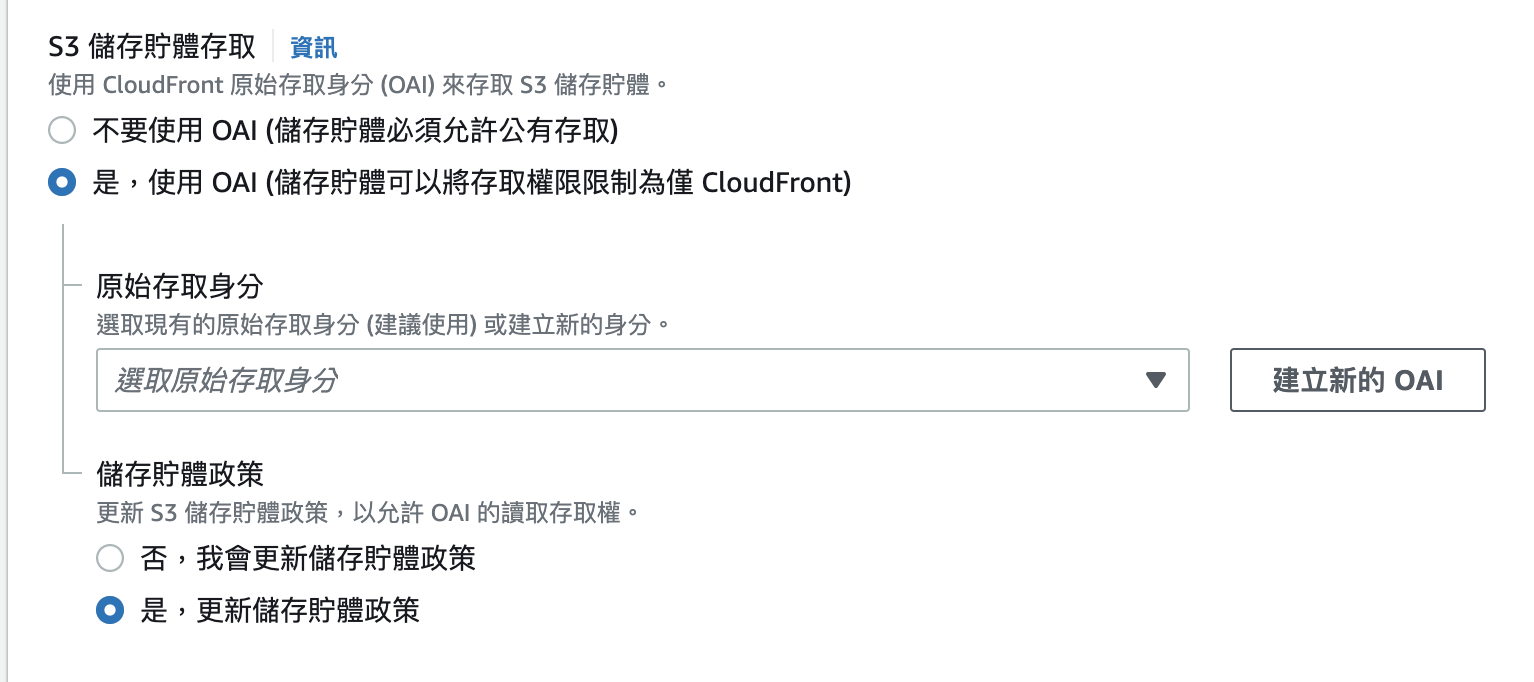 S3 儲存貯體存取 資訊
使用 CloudFront 原始存取身分 (OAI) 來存取 S3 儲存貯體。
不要使用 OAI (儲存貯體必須允許公有存取)
是，使用 OAI (儲存貯體可以將存取權限限制為僅 CloudFront)
原始存取身分
選取現有的原始存取身分 (建議使用) 或建立新的身分。
選取原始存取身分 建立新的 OAI
儲存貯體政策
更新 S3 儲存貯體政策，以允許 OAI 的讀取存取權。
否，我會更新儲存貯體政策
是，更新儲存貯體政策